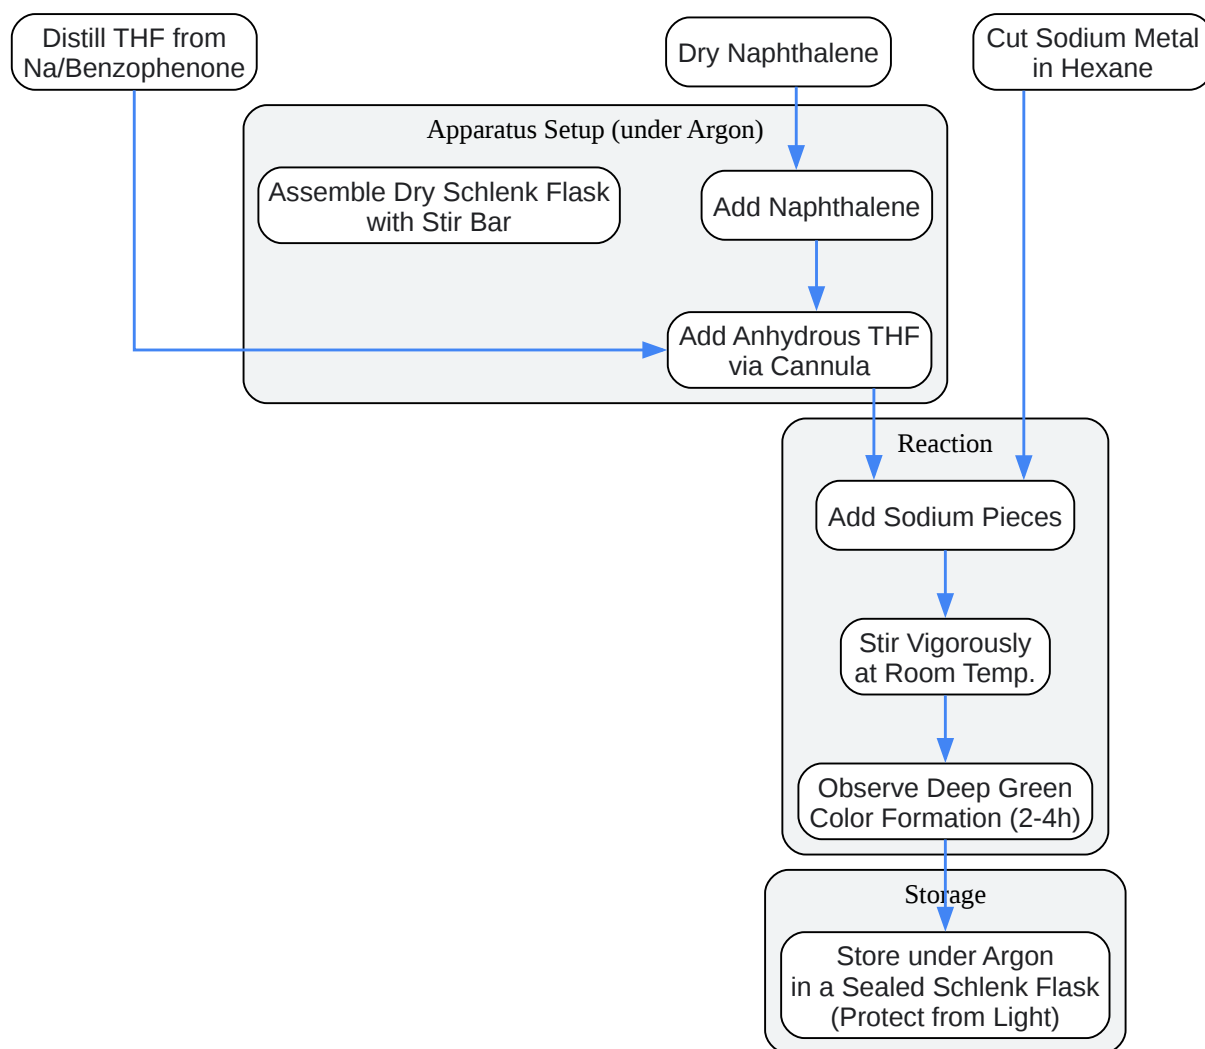 Distill THF from
Na/Benzophenone
Dry Naphthalene
Cut Sodium Metal
in Hexane
Apparatus Setup (under Argon)
Assemble Dry Schlenk Flask
with Stir Bar
Add Naphthalene
Add Anhydrous THF
via Cannula
Reaction
Add Sodium Pieces
Stir Vigorously
at Room Temp.
Observe Deep Green
Color Formation (2-4h)
Storage
Store under Argon
in a Sealed Schlenk Flask
(Protect from Light)